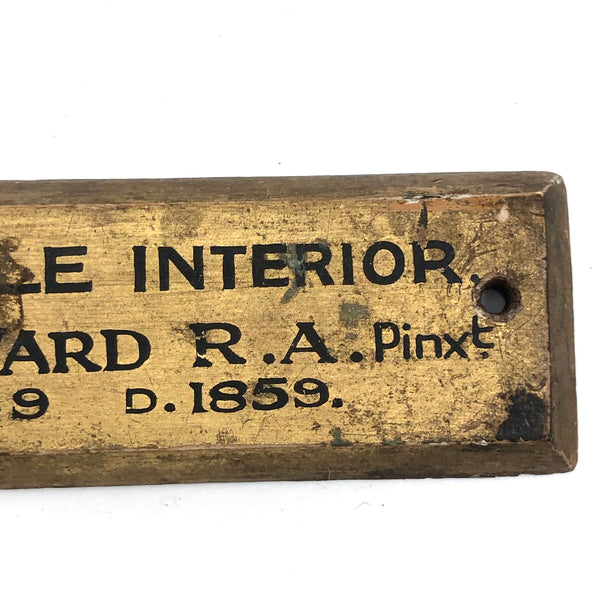 LE INTERIOR.
ARD R.A. Pinxt.
9 D. 1859.